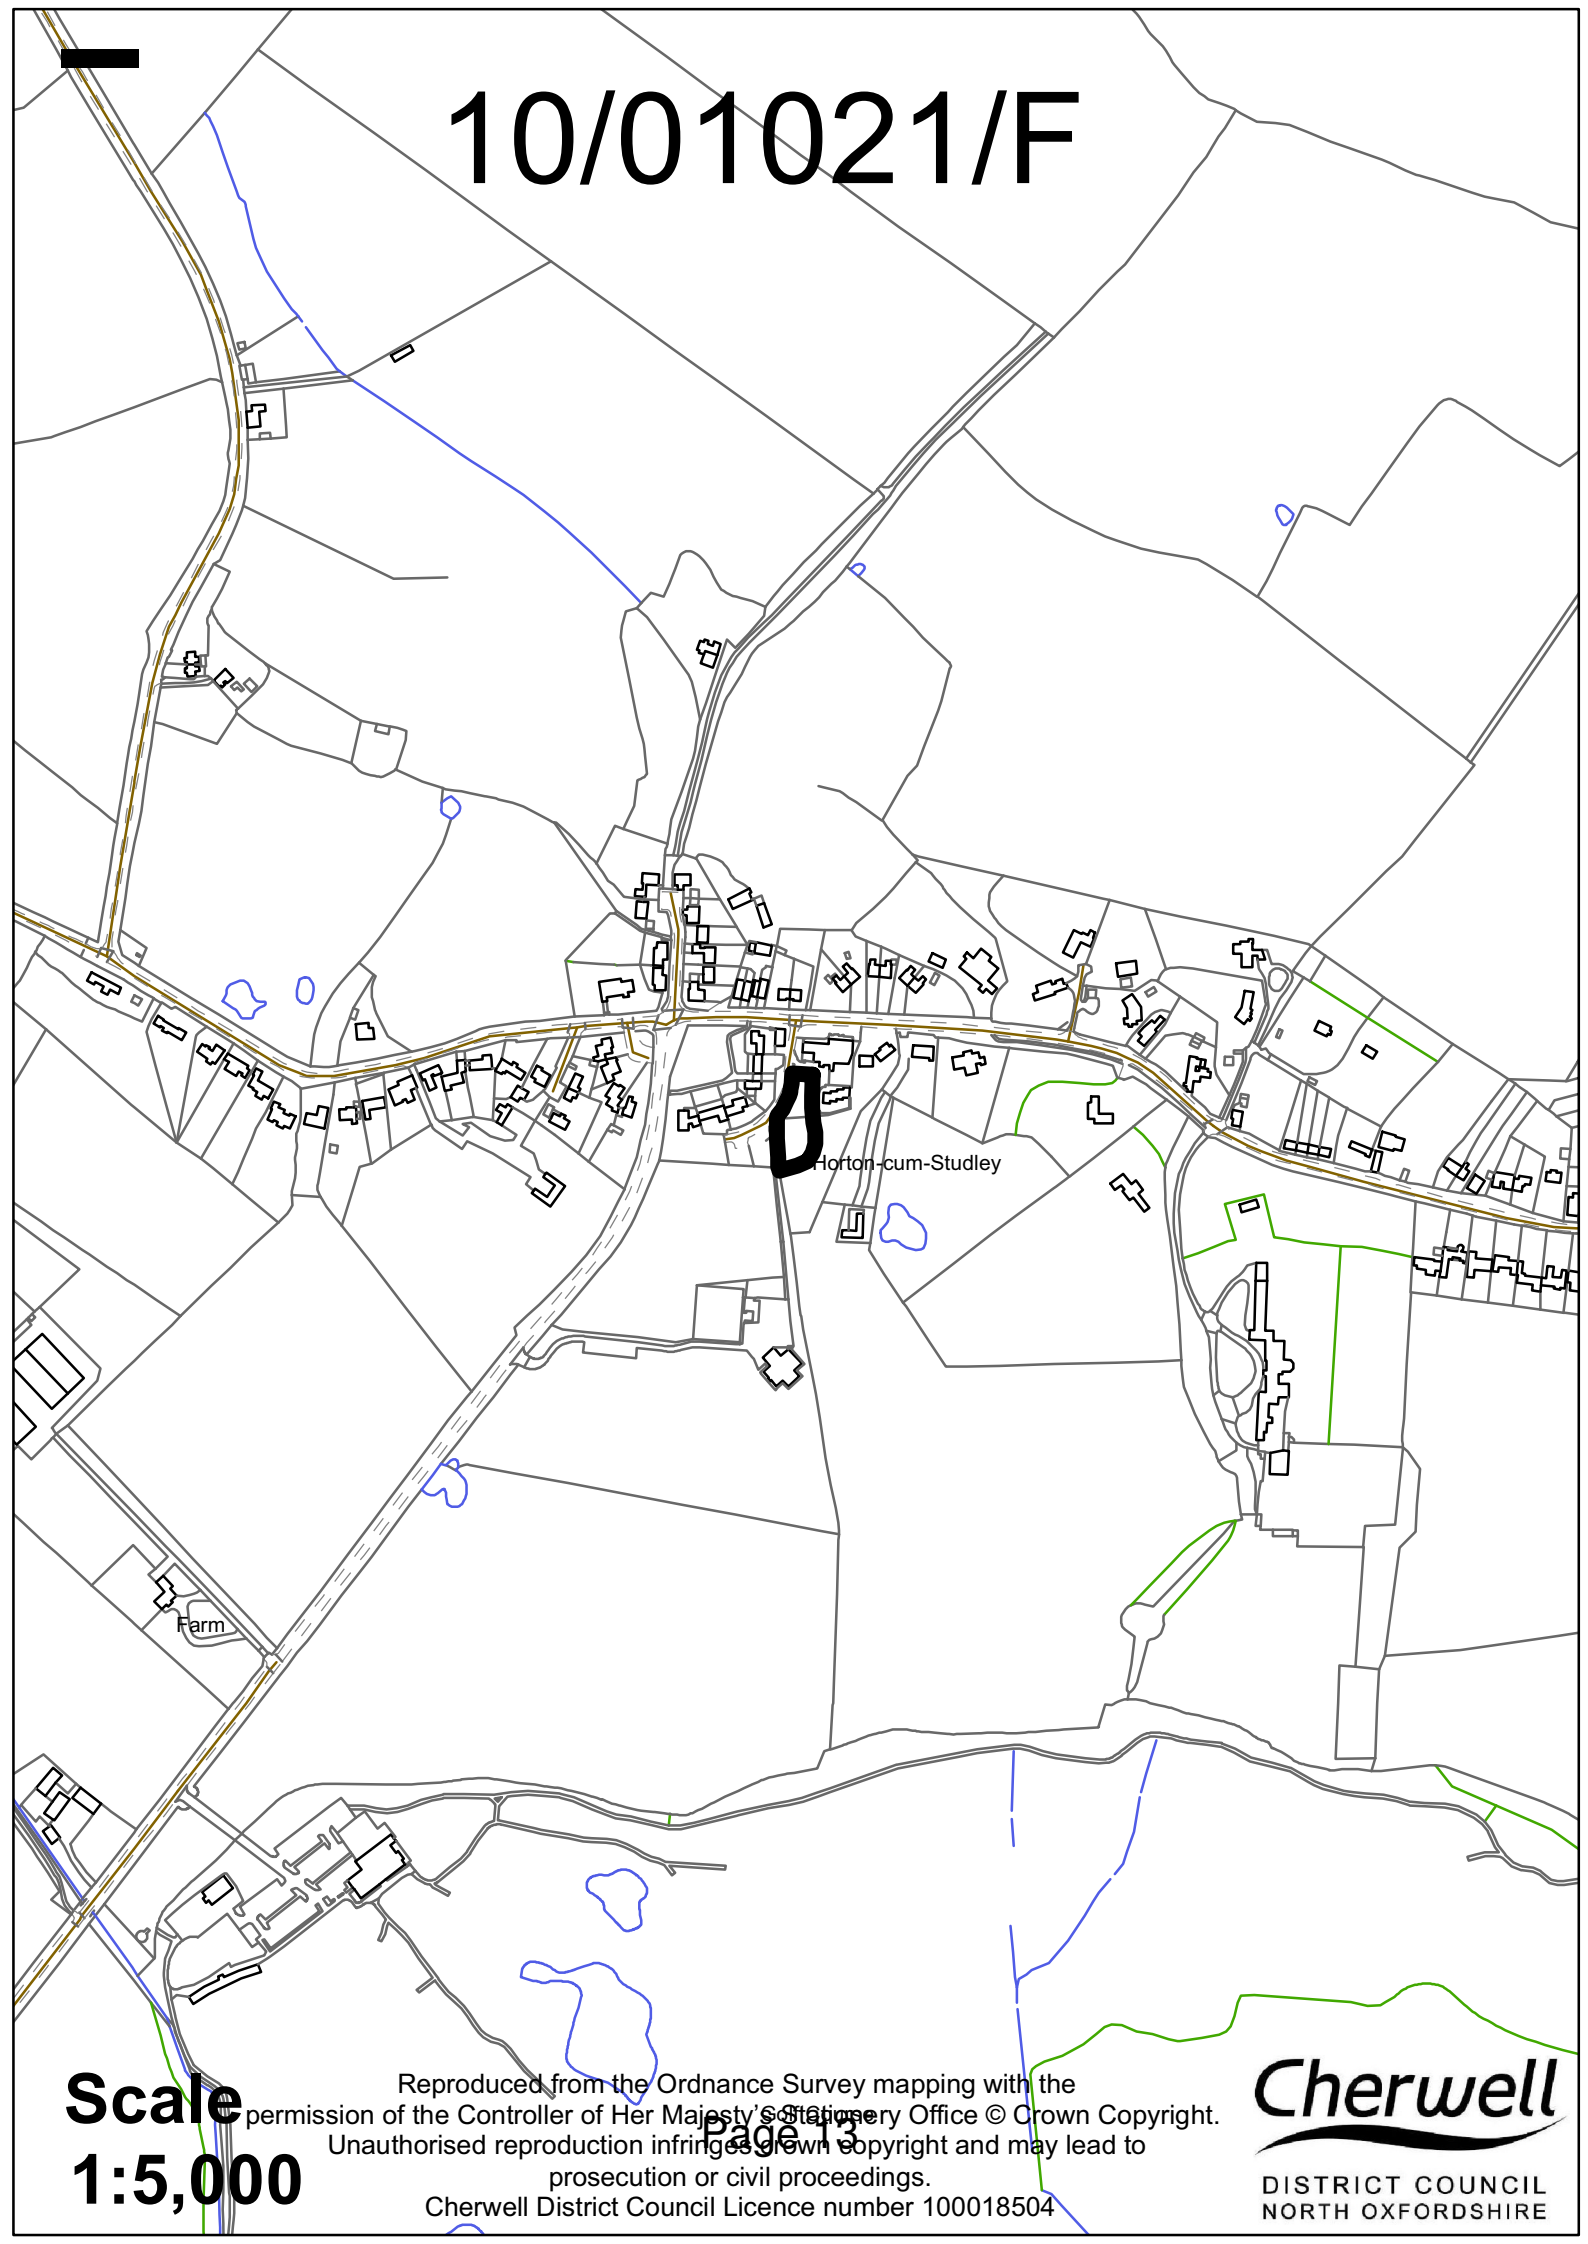 10/01021/F
Horton-cum-Studley
Farm
Scale
1:5,000
Reproduced from the Ordnance Survey mapping with the
permission of the Controller of Her Majesty's Stationery Office © Crown Copyright.
Unauthorised reproduction infringes crown copyright and may lead to
prosecution or civil proceedings.
Cherwell District Council Licence number 100018504
Golf Course
Page 13
Cherwell
DISTRICT COUNCIL
NORTH OXFORDSHIRE